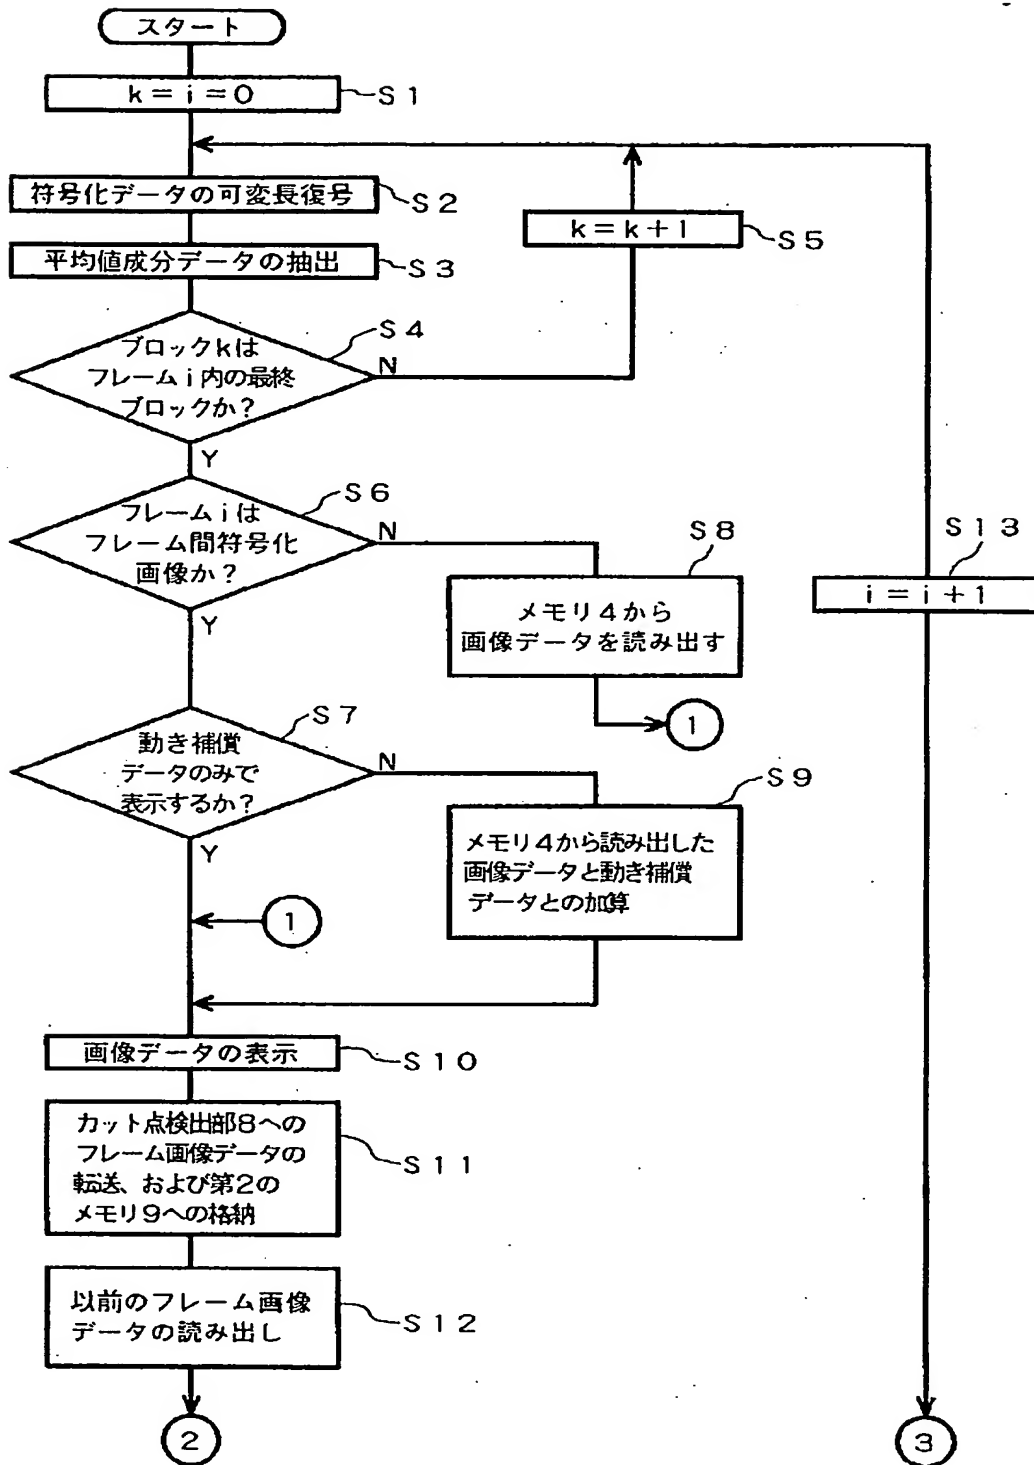 スタート
k = i = 0
S1
符号化データの可変長復号
S2
k = k + 1
S5
平均値成分データの抽出
S3
ブロックkは
フレームi内の最終
ブロックか?
S4
N
Y
フレームiは
フレーム間符号化
画像か?
S6
N
Y
S8
メモリ4から
画像データを読み出す
1
S13
i = i + 1
動き補償
データのみで
表示するか?
S7
N
Y
S9
メモリ4から読み出した
画像データと動き補償
データとの加算
1
画像データの表示
S10
カット点検出部8への
フレーム画像データの
転送、および第2の
メモリ9への格納
S11
以前のフレーム画像
データの読み出し
S12
2
3